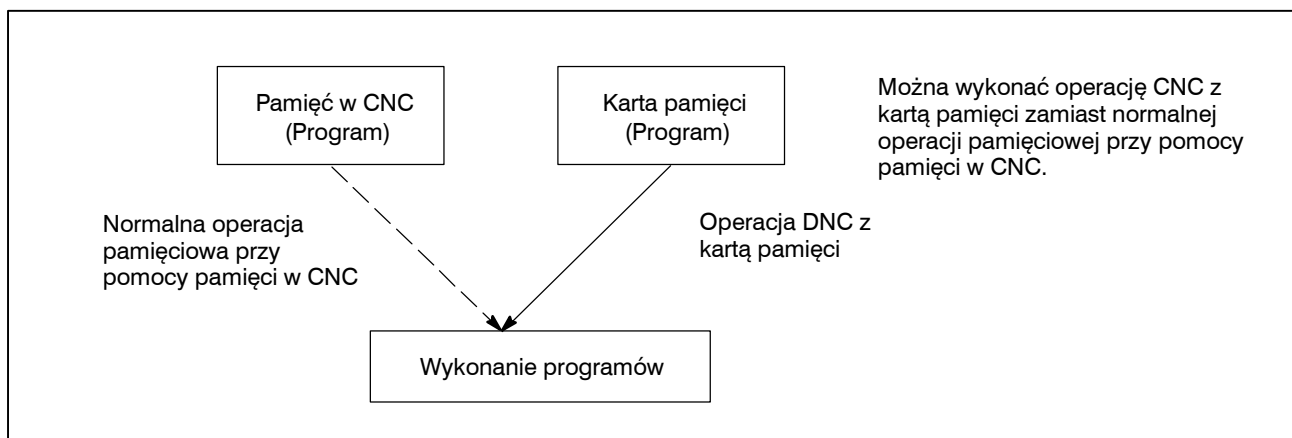 Pamięć w CNC
(Program)
Karta pamięci
(Program)
Można wykonać operację CNC z
kartą pamięci zamiast normalnej
operacji pamięciowej przy pomocy
pamięci w CNC.
Normalna operacja
pamięciowa przy
pomocy pamięci w CNC
Operacja DNC z
kartą pamięci
Wykonanie programów